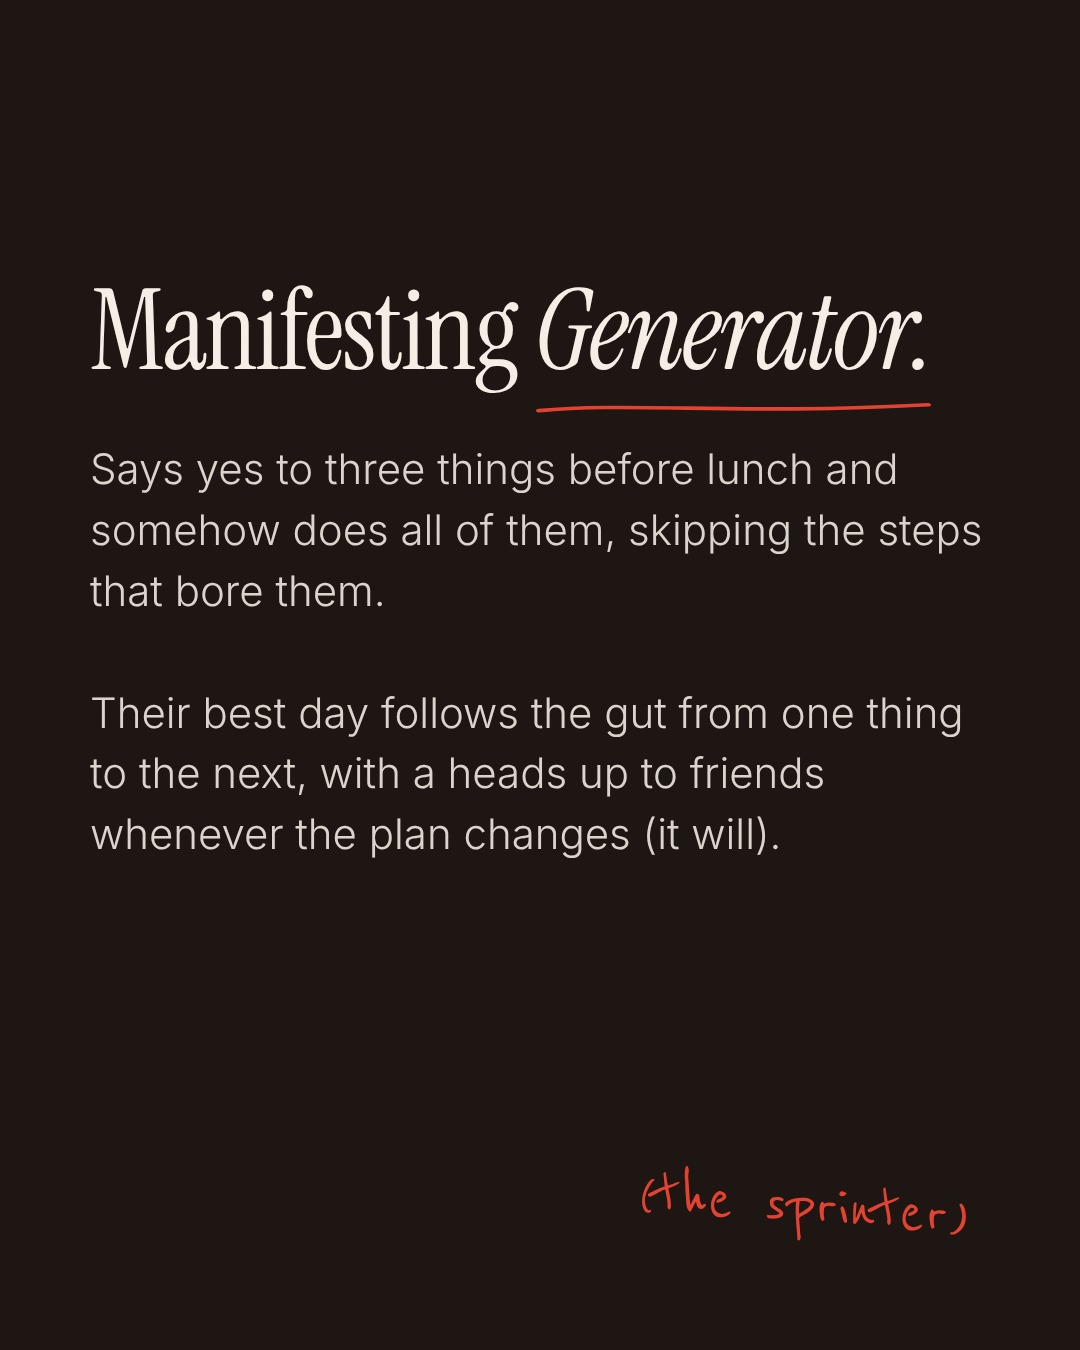 Manifesting Generator.
Says yes to three things before lunch and
somehow does all of them, skipping the steps
that bore them.
Their best day follows the gut from one thing
to the next, with a heads up to friends
whenever the plan changes (it will).
(the sprinter)